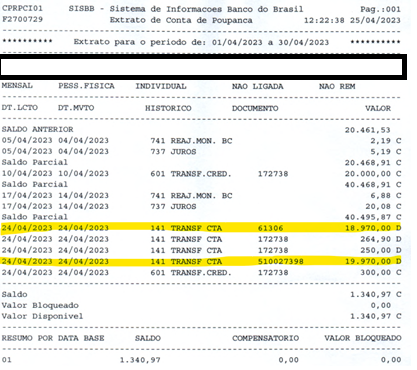 CPRPCI01 SISBB - Sistema de Informacoes Banco do Brasil Pag.:001
F2700729 Extrato de Conta de Poupanca 12:22:38 25/04/2023
********** Extrato para o periodo de: 01/04/2023 a 30/04/2023 **********
MENSAL PESS.FISICA INDIVIDUAL NAO LIGADA NAO REM
DT.LCTO DT.MVTO HISTORICO DOCUMENTO VALOR
SALDO ANTERIOR 20.461,53
05/04/2023 04/04/2023 741 REAJ.MON. BC 2,19 C
05/04/2023 04/04/2023 737 JUROS 5,19 C
Saldo Parcial 20.468,91 C
10/04/2023 10/04/2023 601 TRANSF.CRED. 172738 20.000,00 C
Saldo Parcial 40.468,91 C
17/04/2023 14/04/2023 741 REAJ.MON. BC 6,88 C
17/04/2023 14/04/2023 737 JUROS 20,08 C
Saldo Parcial 40.495,87 C
24/04/2023 24/04/2023 141 TRANSF CTA 61306 18.970,00 D
24/04/2023 24/04/2023 141 TRANSF CTA 172738 264,90 D
24/04/2023 24/04/2023 141 TRANSF CTA 172738 250,00 D
24/04/2023 24/04/2023 141 TRANSF CTA 510027398 19.970,00 D
24/04/2023 24/04/2023 601 TRANSF.CRED. 172738 300,00 C
Saldo 1.340,97 C
Valor Bloqueado 0,00
Valor Disponivel 1.340,97 C
RESUMO POR DATA BASE SALDO COMPENSATORIO VALOR BLOQUEADO
01 1.340,97 0,00 0,00